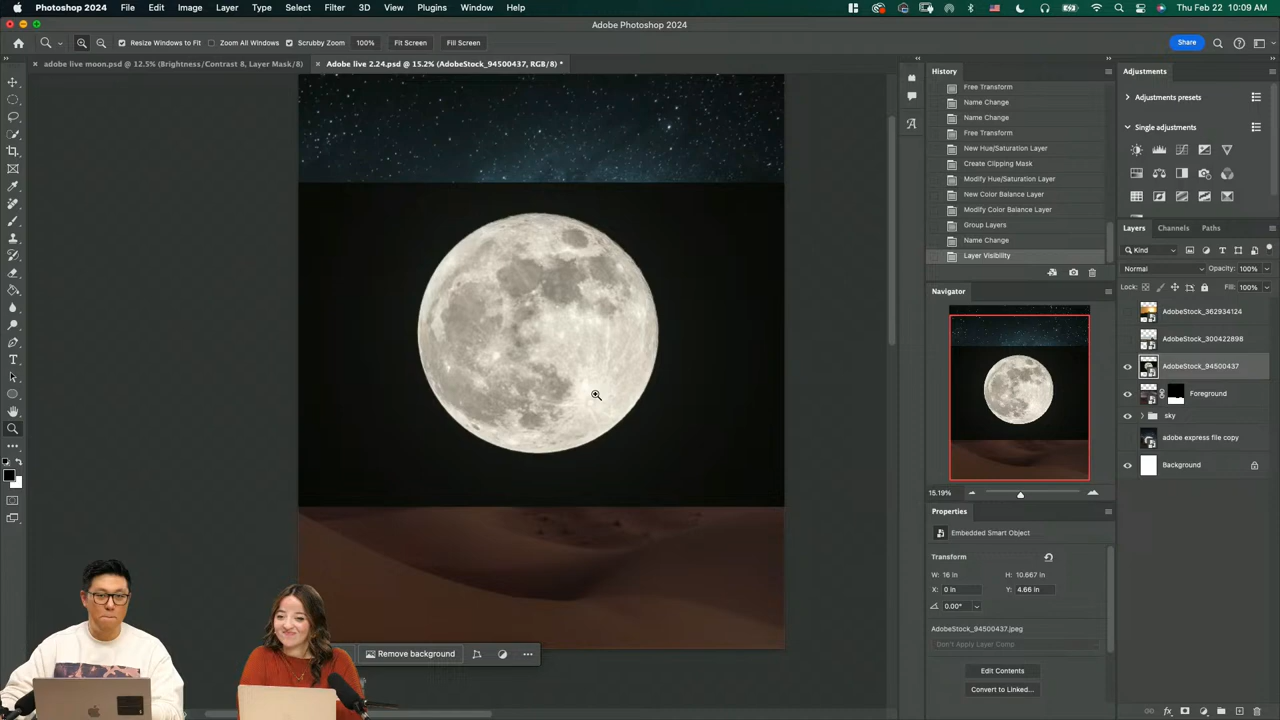 Photoshop 2024 File Edit Image Layer Type Select Filter 3D View Plugins Window Help Thu Feb 22 10:09 AM
Adobe Photoshop 2024
Resize Windows to Fit Zoom All Windows Scrubby Zoom 100% Fit Screen Fill Screen Share
adobe live moon.psd @ 12.5% (Brightness/Contrast 8, Layer Mask/8) Adobe live 2.24.psd @ 15.2% (AdobeStock_94500437, RGB/8) *
History
Free Transform
Name Change
Name Change
Free Transform
New Hue/Saturation Layer
Create Clipping Mask
Modify Hue/Saturation Layer
New Color Balance Layer
Modify Color Balance Layer
Group Layers
Name Change
Layer Visibility
Navigator
15.19%
Properties
Embedded Smart Object
Transform
W: 16 in H: 10.667 in
X: 0 in Y: 4.66 in
0.00°
AdobeStock_94500437.jpeg
Don't Apply Layer Comp
Edit Contents
Convert to Linked...
Adjustments
Adjustments presets
Single adjustments
Layers Channels Paths
Kind
Normal Opacity: 100%
Lock: Fill: 100%
AdobeStock_362934124
AdobeStock_300422898
AdobeStock_94500437
Foreground
sky
adobe express file copy
Background
Remove background